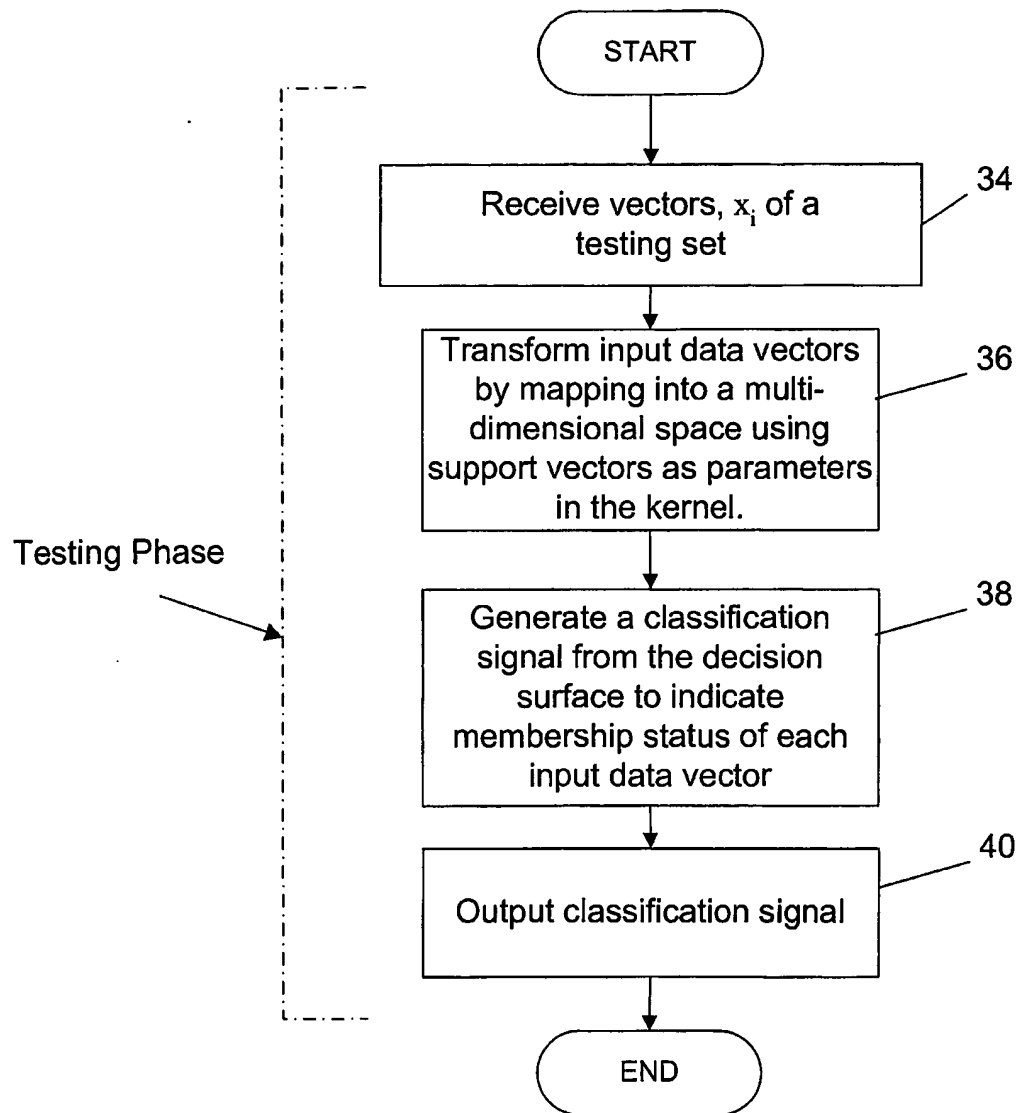 START
34
Receive vectors, xi of a
testing set
36
Transform input data vectors
by mapping into a multi-
dimensional space using
support vectors as parameters
in the kernel.
Testing Phase
38
Generate a classification
signal from the decision
surface to indicate
membership status of each
input data vector
40
Output classification signal
END